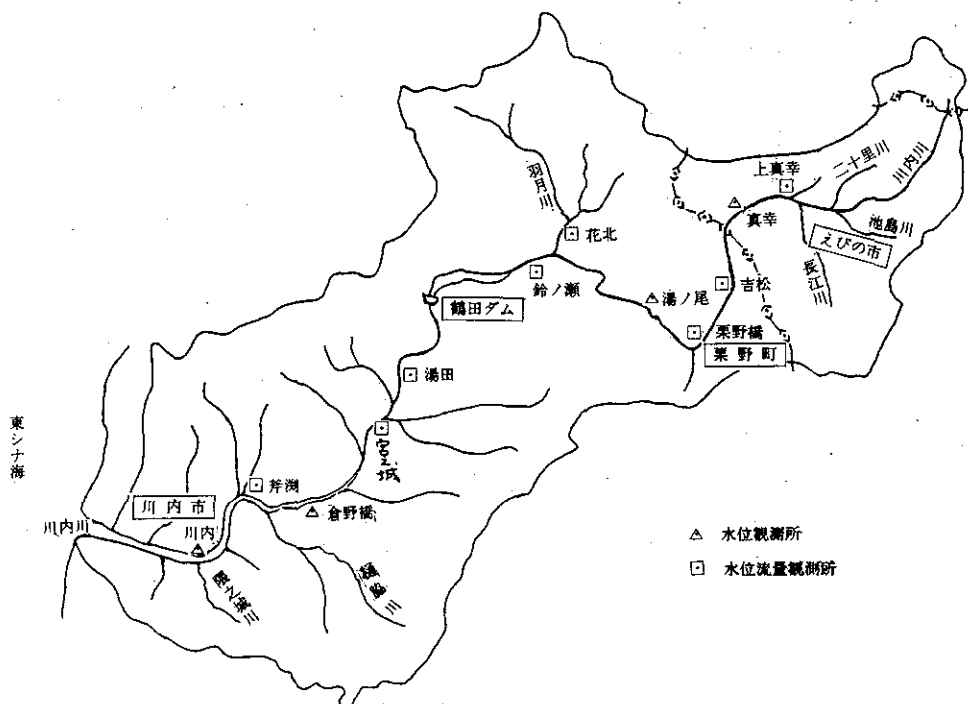 二十里川
川内川
上真幸
羽月川
真幸
池島川
えびの市
花北
長江川
吉松
鈴ノ瀬
湯ノ尾
鶴田ダム
栗野橋
栗野町
湯田
東シナ海
宮之城
斧渕
川内市
倉野橋
川内川
川内
水位観測所
隈之城川
樋脇川
水位流量観測所